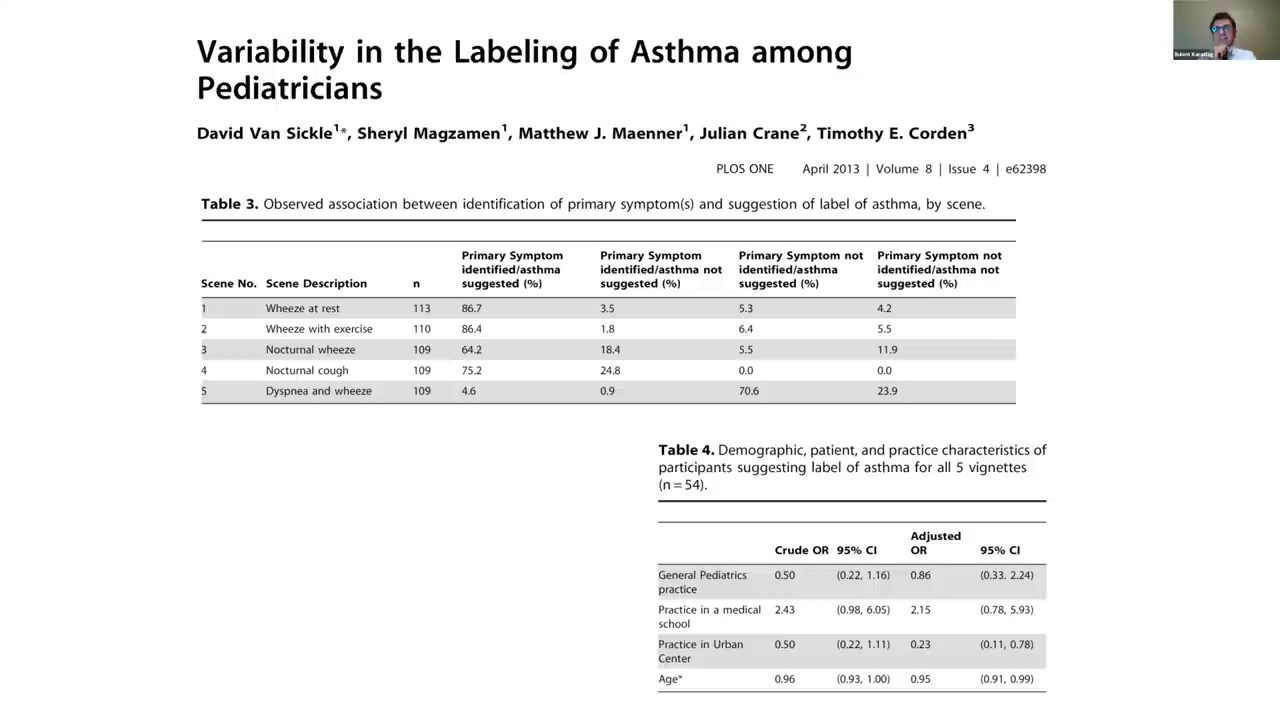 Variability in the Labeling of Asthma among
Pediatricians
David Van Sickle1*, Sheryl Magzamen1, Matthew J. Maenner1, Julian Crane2, Timothy E. Corden3
PLOS ONE April 2013 | Volume 8 | Issue 4 | e62398
Table 3. Observed association between identification of primary symptom(s) and suggestion of label of asthma, by scene.
Scene No. Scene Description n Primary Symptom identified/asthma suggested (%) Primary Symptom identified/asthma not suggested (%) Primary Symptom not identified/asthma suggested (%) Primary Symptom not identified/asthma not suggested (%)
1 Wheeze at rest 113 86.7 3.5 5.3 4.2
2 Wheeze with exercise 110 86.4 1.8 6.4 5.5
3 Nocturnal wheeze 109 64.2 18.4 5.5 11.9
4 Nocturnal cough 109 75.2 24.8 0.0 0.0
5 Dyspnea and wheeze 109 4.6 0.9 70.6 23.9
Table 4. Demographic, patient, and practice characteristics of
participants suggesting label of asthma for all 5 vignettes
(n = 54).
Crude OR 95% CI Adjusted OR 95% CI
General Pediatrics practice 0.50 (0.22, 1.16) 0.86 (0.33. 2.24)
Practice in a medical school 2.43 (0.98, 6.05) 2.15 (0.78, 5.93)
Practice in Urban Center 0.50 (0.22, 1.11) 0.23 (0.11, 0.78)
Age* 0.96 (0.93, 1.00) 0.95 (0.91, 0.99)
Bulent Karadag